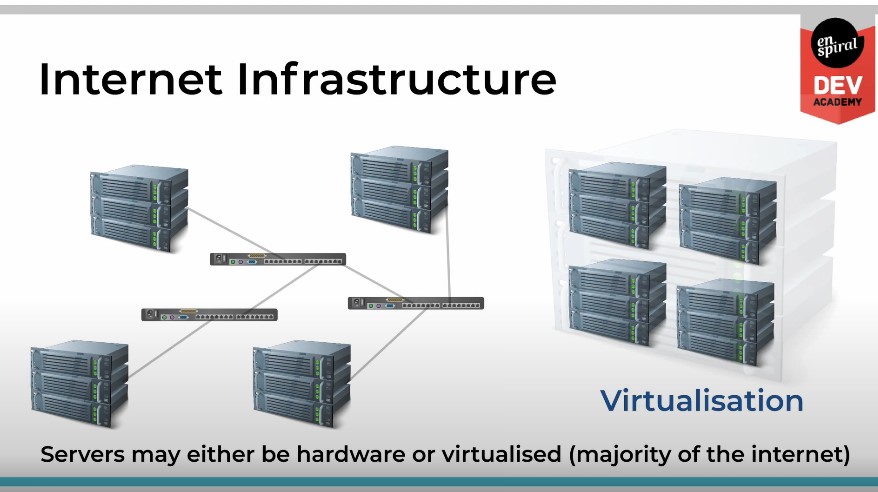 Internet Infrastructure
en
spiral
DEV
ACADEMY
Virtualisation
Servers may either be hardware or virtualised (majority of the internet)